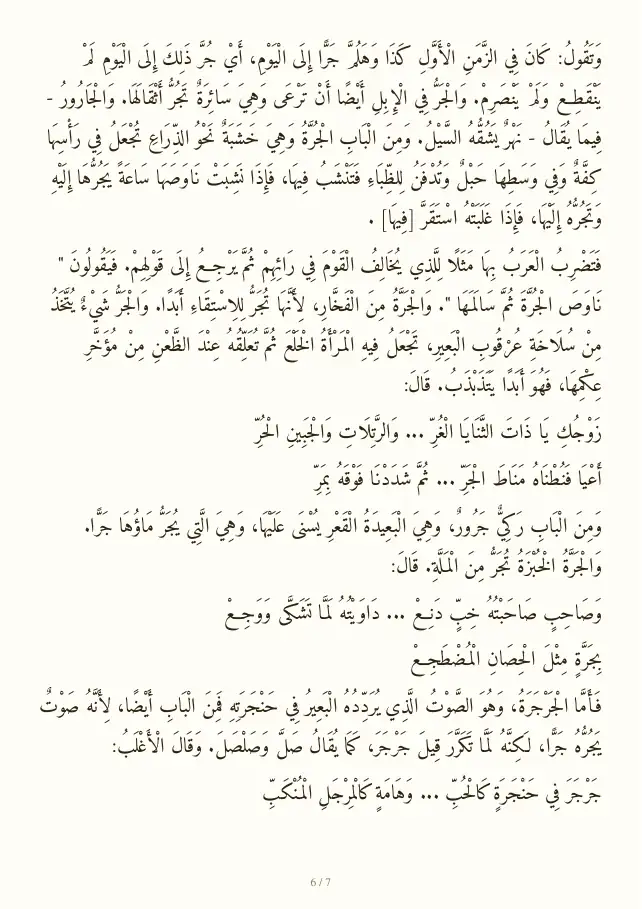 وَتَقُولُ: كَانَ فِي الزَّمَنِ الْأَوَّلِ كَذَا وَهَلُمَّ جَرًّا إِلَى الْيَوْمِ، أَيْ جُرَّ ذَلِكَ إِلَى الْيَوْمِ لَمْ
يَنْقَطِعْ وَلَمْ يَنْصَرِمْ. وَالْجَرُّ فِي الْإِبِلِ أَيْضًا أَنْ تَرْعَى وَهِيَ سَائِرَةٌ تَجُرُّ أَثْقَالَهَا. وَالْجَارُورُ -
فِيمَا يُقَالُ - نَهْرٌ يَشُقُّهُ السَّيْلُ. وَمِنَ الْبَابِ الْجُرَّةُ وَهِيَ خَشَبَةٌ نَحْوُ الذِّرَاعِ تُجْعَلُ فِي رَأْسِهَا
كِفَّةٌ وَفِي وَسَطِهَا حَبْلٌ وَتُدْفَنُ لِلظِّبَاءِ فَتَنْشَبُ فِيهَا، فَإِذَا نَشِبَتْ نَاوَصَهَا سَاعَةً يَجُرُّهَا إِلَيْهِ
وَتَجُرُّهُ إِلَيْهَا، فَإِذَا غَلَبَتْهُ اسْتَقَرَّ [فِيهَا] .
فَتَضْرِبُ الْعَرَبُ بِهَا مَثَلًا لِلَّذِي يُخَالِفُ الْقَوْمَ فِي رَائِهِمْ ثُمَّ يَرْجِعُ إِلَى قَوْلِهِمْ. فَيَقُولُونَ "
نَاوَصَ الْجُرَّةَ ثُمَّ سَالَمَهَا ". وَالْجَرَّةُ مِنَ الْفَخَّارِ، لِأَنَّهَا تُجَرُّ لِلِاسْتِقَاءِ أَبَدًا. وَالْجَرُّ شَيْءٌ يُتَّخَذُ
مِنْ سُلَاخَةِ عُرْقُوبِ الْبَعِيرِ، تَجْعَلُ فِيهِ الْمَرْأَةُ الْخَلْعَ ثُمَّ تُعَلِّقُهُ عِنْدَ الظَّعْنِ مِنْ مُؤَخَّرِ
عِكْمِهَا، فَهُوَ أَبَدًا يَتَذَبْذَبُ. قَالَ:
زَوْجُكِ يَا ذَاتَ الثَّنَايَا الْغُرِّ ... وَالرَّتِلَاتِ وَالْجَبِينِ الْحُرِّ
أَعْيَا فَنُطْنَاهُ مَنَاطَ الْجَرِّ ... ثُمَّ شَدَدْنَا فَوْقَهُ بِمَرِّ
وَمِنَ الْبَابِ رَكِيٌّ جَرُورٌ، وَهِيَ الْبَعِيدَةُ الْقَعْرِ يُسْنَى عَلَيْهَا، وَهِيَ الَّتِي يُجَرُّ مَاؤُهَا جَرًّا.
وَالْجَرَّةُ الْخُبْزَةُ تُجَرُّ مِنَ الْمَلَّةِ. قَالَ:
وَصَاحِبٍ صَاحَبْتُهُ خِبٍّ دَنِعْ ... دَاوَيْتُهُ لَمَّا تَشَكَّى وَوَجِعْ
بِجَرَّةٍ مِثْلَ الْحِصَانِ الْمُضْطَجِعْ
فَأَمَّا الْجَرْجَرَةُ، وَهُوَ الصَّوْتُ الَّذِي يُرَدِّدُهُ الْبَعِيرُ فِي حَنْجَرَتِهِ فَمِنَ الْبَابِ أَيْضًا، لِأَنَّهُ صَوْتٌ
يَجُرُّهُ جَرًّا، لَكِنَّهُ لَمَّا تَكَرَّرَ قِيلَ جَرْجَرَ، كَمَا يُقَالُ صَلَّ وَصَلْصَلَ. وَقَالَ الْأَغْلَبُ:
جَرْجَرَ فِي حَنْجَرَةٍ كَالْحُبِّ ... وَهَامَةٍ كَالْمِرْجَلِ الْمُنْكَبِّ
6 / 7